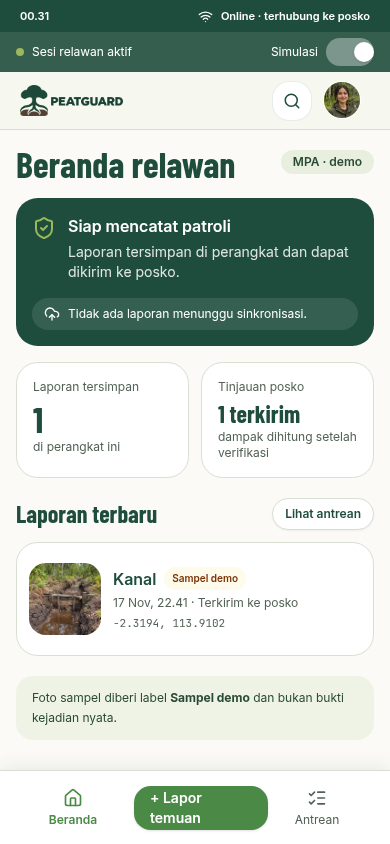 00.31
Online · terhubung ke posko
Sesi relawan aktif
Simulasi
PEATGUARD
Beranda relawan
MPA · demo
Siap mencatat patroli
Laporan tersimpan di perangkat dan dapat
dikirim ke posko.
Tidak ada laporan menunggu sinkronisasi.
Laporan tersimpan
1
di perangkat ini
Tinjauan posko
1 terkirim
dampak dihitung setelah
verifikasi
Laporan terbaru
Lihat antrean
Kanal
Sampel demo
17 Nov, 22.41 · Terkirim ke posko
-2.3194, 113.9102
Foto sampel diberi label Sampel demo dan bukan bukti
kejadian nyata.
Beranda
+ Lapor
temuan
Antrean